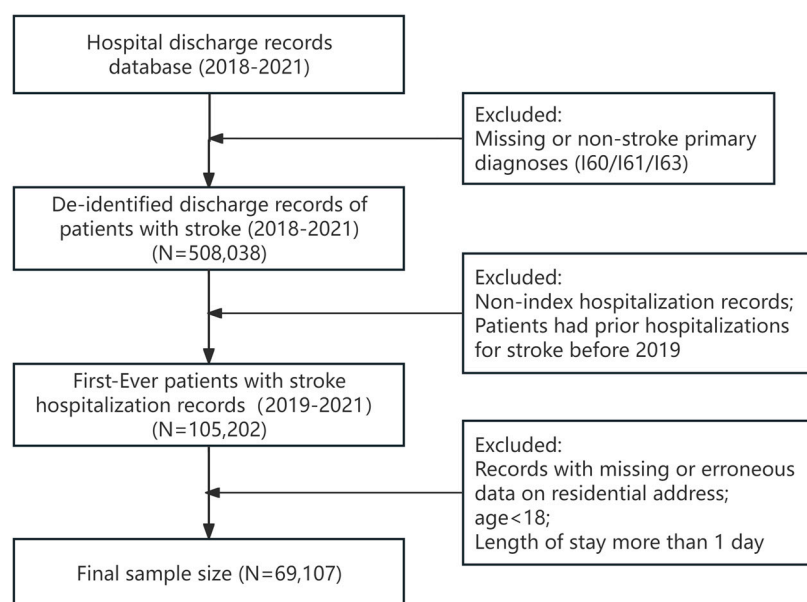 Hospital discharge records
database (2018-2021)
Excluded:
Missing or non-stroke primary
diagnoses (I60/I61/I63)
De-identified discharge records of
patients with stroke (2018-2021)
(N=508,038)
Excluded:
Non-index hospitalization records;
Patients had prior hospitalizations
for stroke before 2019
First-Ever patients with stroke
hospitalization records（2019-2021）
(N=105,202)
Excluded:
Records with missing or erroneous
data on residential address;
age<18;
Length of stay more than 1 day
Final sample size (N=69,107)